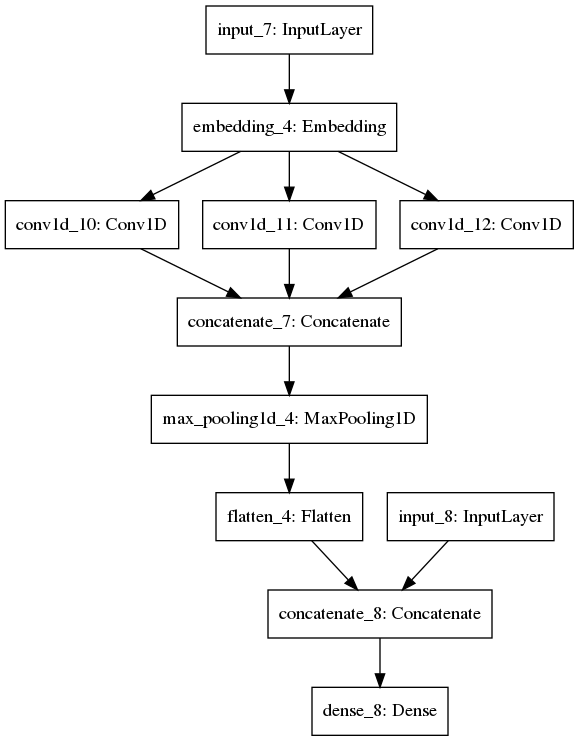 input_7: InputLayer
embedding_4: Embedding
conv1d_10: Conv1D
conv1d_11: Conv1D
conv1d_12: Conv1D
concatenate_7: Concatenate
max_pooling1d_4: MaxPooling1D
flatten_4: Flatten
input_8: InputLayer
concatenate_8: Concatenate
dense_8: Dense